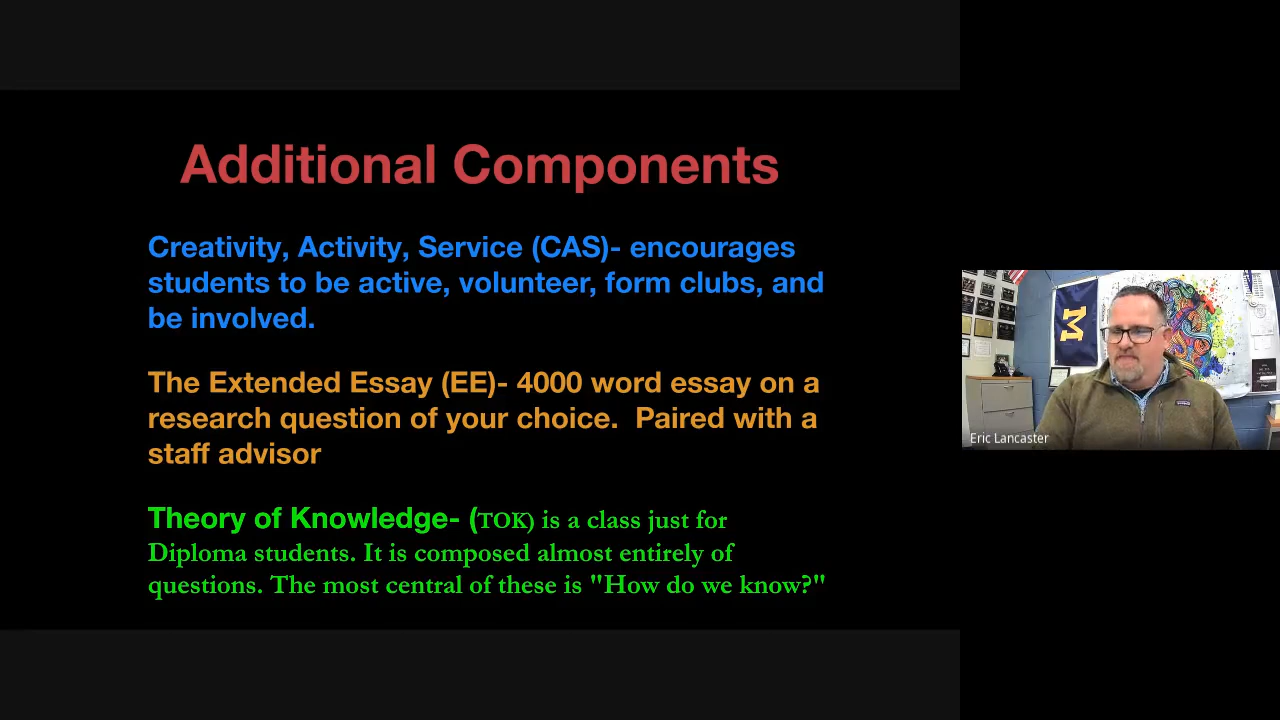 Additional Components
Creativity, Activity, Service (CAS)- encourages
students to be active, volunteer, form clubs, and
be involved.
The Extended Essay (EE)- 4000 word essay on a
research question of your choice.  Paired with a
staff advisor
Theory of Knowledge- (TOK) is a class just for
Diploma students. It is composed almost entirely of
questions. The most central of these is "How do we know?"
M
Eric Lancaster